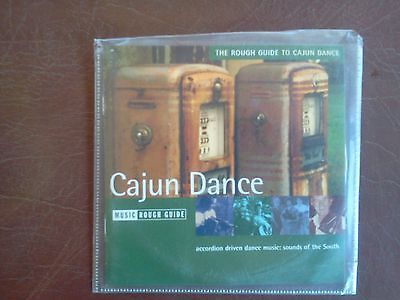 THE ROUGH GUIDE TO CAJUN DANCE
Cajun Dance
MUSIC ROUGH GUIDE
accordion driven dance music: sounds of the South